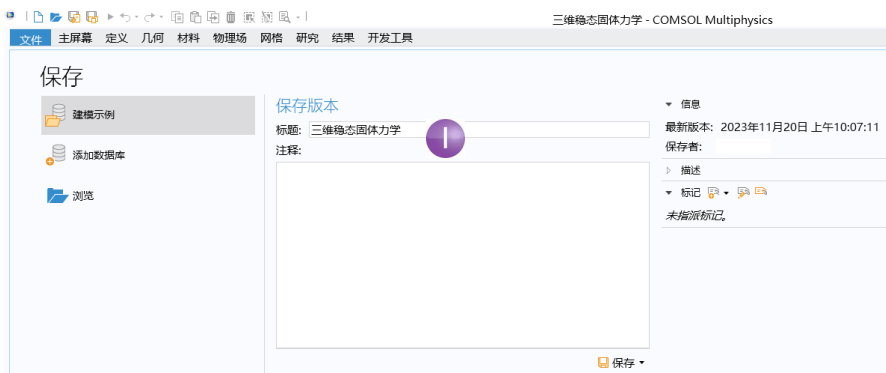 三维稳态固体力学 - COMSOL Multiphysics
文件 主屏幕 定义 几何 材料 物理场 网格 研究 结果 开发工具
保存
建模示例
添加数据库
浏览
保存版本
标题: 三维稳态固体力学
I
注释:
保存
信息
最新版本: 2023年11月20日 上午10:07:11
保存者:
描述
标记
未指派标记。